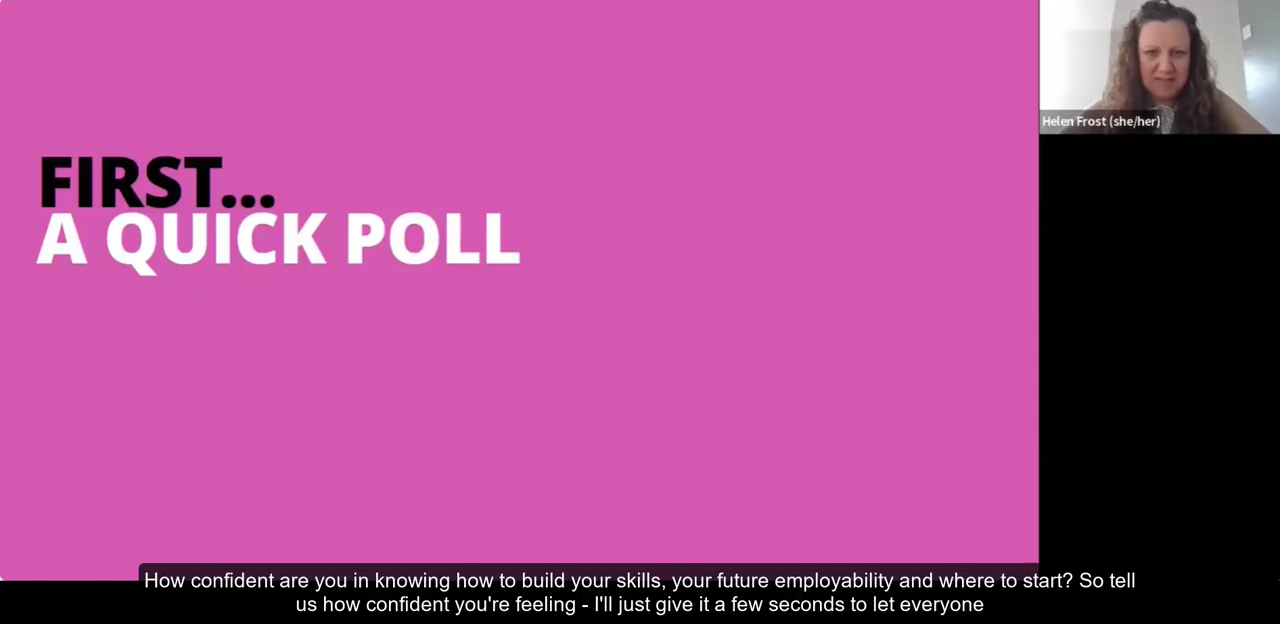 FIRST...
A QUICK POLL
Helen Frost (she/her)
How confident are you in knowing how to build your skills, your future employability and where to start? So tell
us how confident you're feeling - I'll just give it a few seconds to let everyone